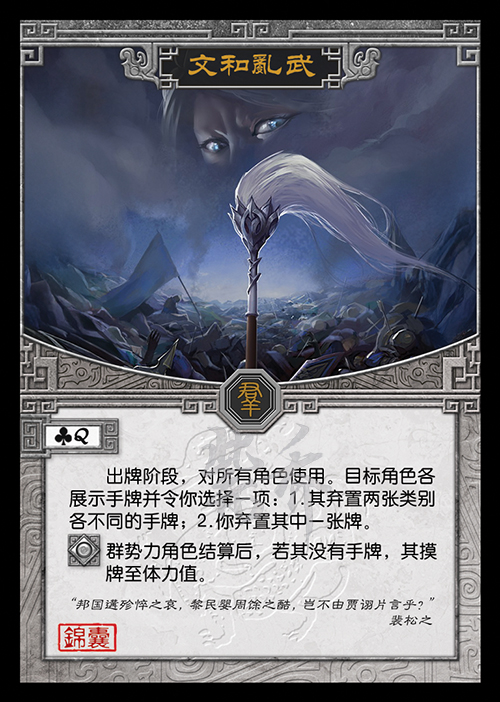 文和亂武
群
♣Q
出牌阶段，对所有角色使用。目标角色各
展示手牌并令你选择一项：1.其弃置两张类别
各不同的手牌；2.你弃置其中一张牌。
群势力角色结算后，若其没有手牌，其摸
牌至体力值。
“邦国遘殄悴之哀，黎民婴周馀之酷，岂不由贾诩片言乎？”
裴松之
錦囊